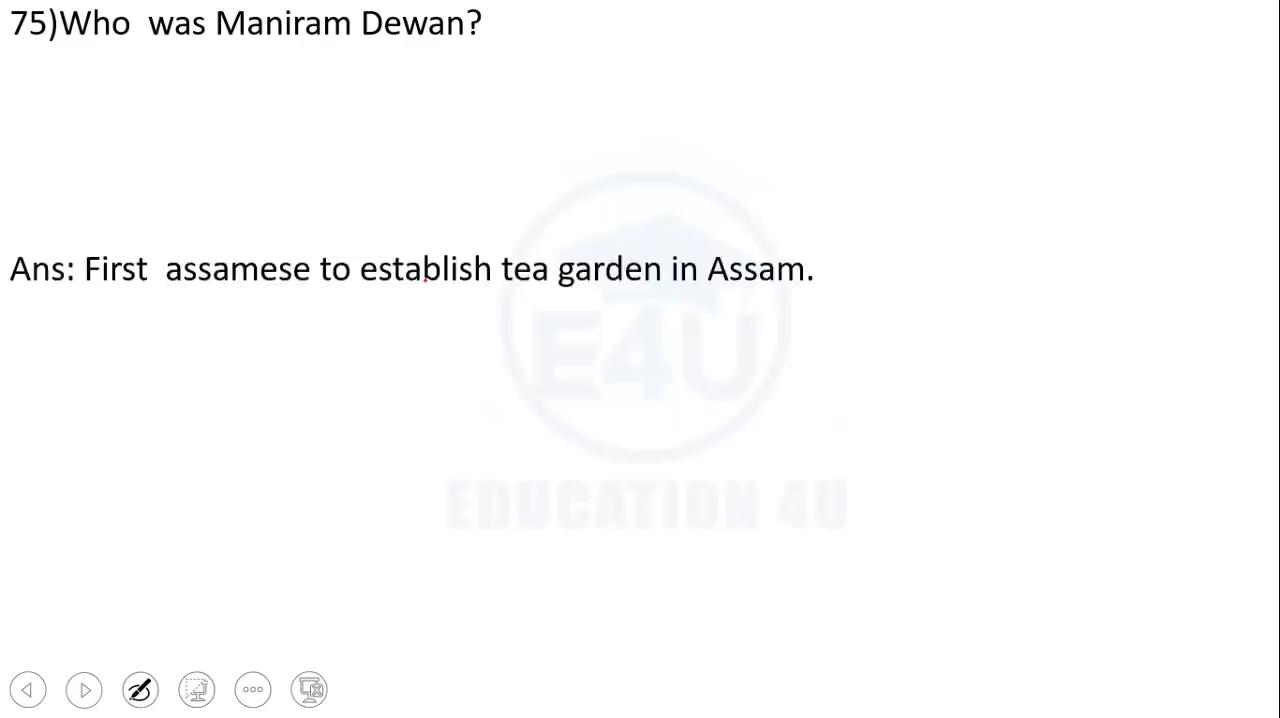 75)Who  was Maniram Dewan?
Ans: First  assamese to establish tea garden in Assam.
E4U
EDUCATION 4U